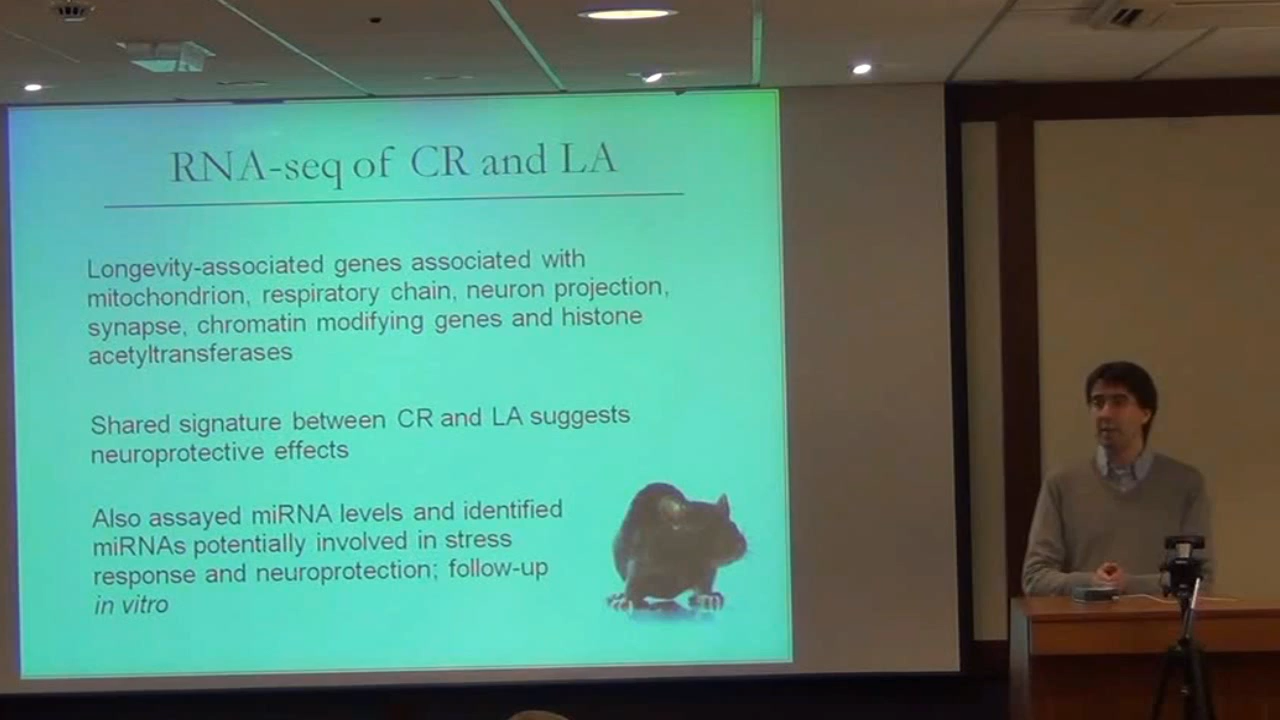 RNA-seq of CR and LA
Longevity-associated genes associated with
mitochondrion, respiratory chain, neuron projection,
synapse, chromatin modifying genes and histone
acetyltransferases
Shared signature between CR and LA suggests
neuroprotective effects
Also assayed miRNA levels and identified
miRNAs potentially involved in stress
response and neuroprotection; follow-up
in vitro